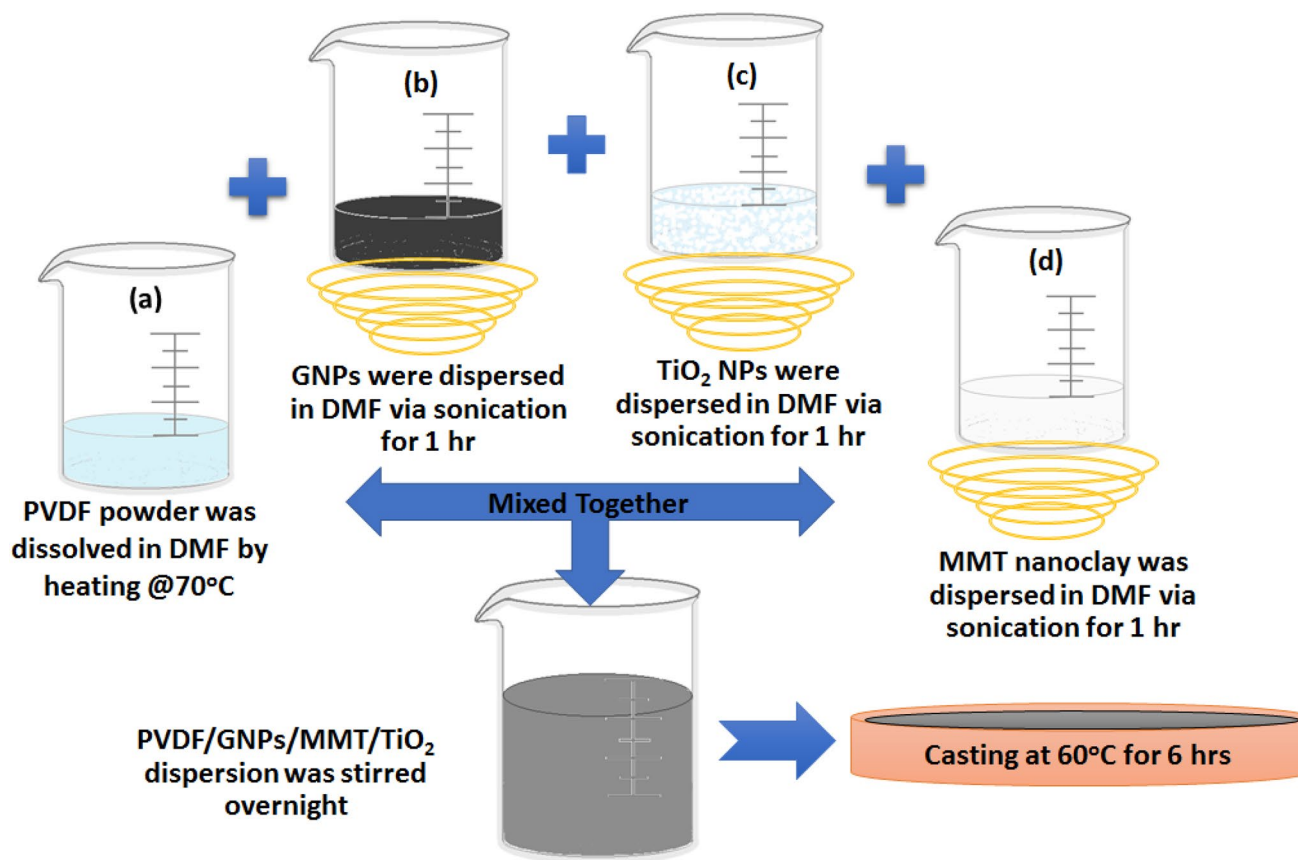 (a)
PVDF powder was
dissolved in DMF by
heating @70°C
(b)
GNPs were dispersed
in DMF via sonication
for 1 hr
(c)
TiO₂ NPs were
dispersed in DMF via
sonication for 1 hr
(d)
MMT nanoclay was
dispersed in DMF via
sonication for 1 hr
Mixed Together
PVDF/GNPs/MMT/TiO₂
dispersion was stirred
overnight
Casting at 60°C for 6 hrs